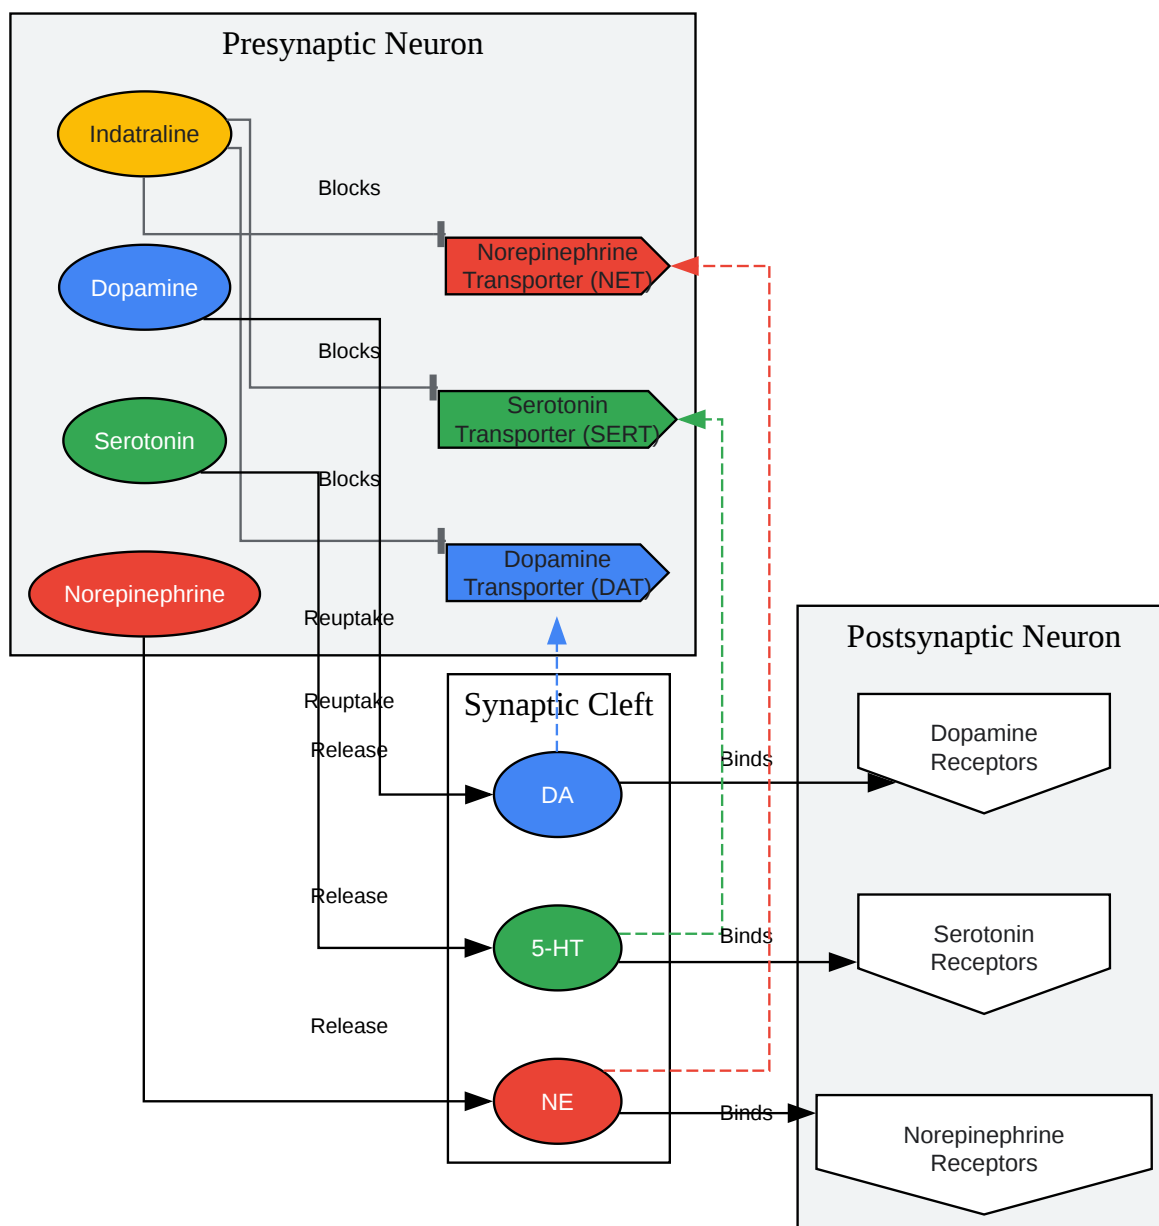 Presynaptic Neuron
Indatraline
Blocks
Norepinephrine
Transporter (NET)
Dopamine
Blocks
Serotonin
Transporter (SERT)
Serotonin
Blocks
Dopamine
Transporter (DAT)
Norepinephrine
Reuptake
Postsynaptic Neuron
Reuptake
Synaptic Cleft
Release
Dopamine
Receptors
Binds
DA
Release
5-HT
Binds
Serotonin
Receptors
Release
NE
Binds
Norepinephrine
Receptors